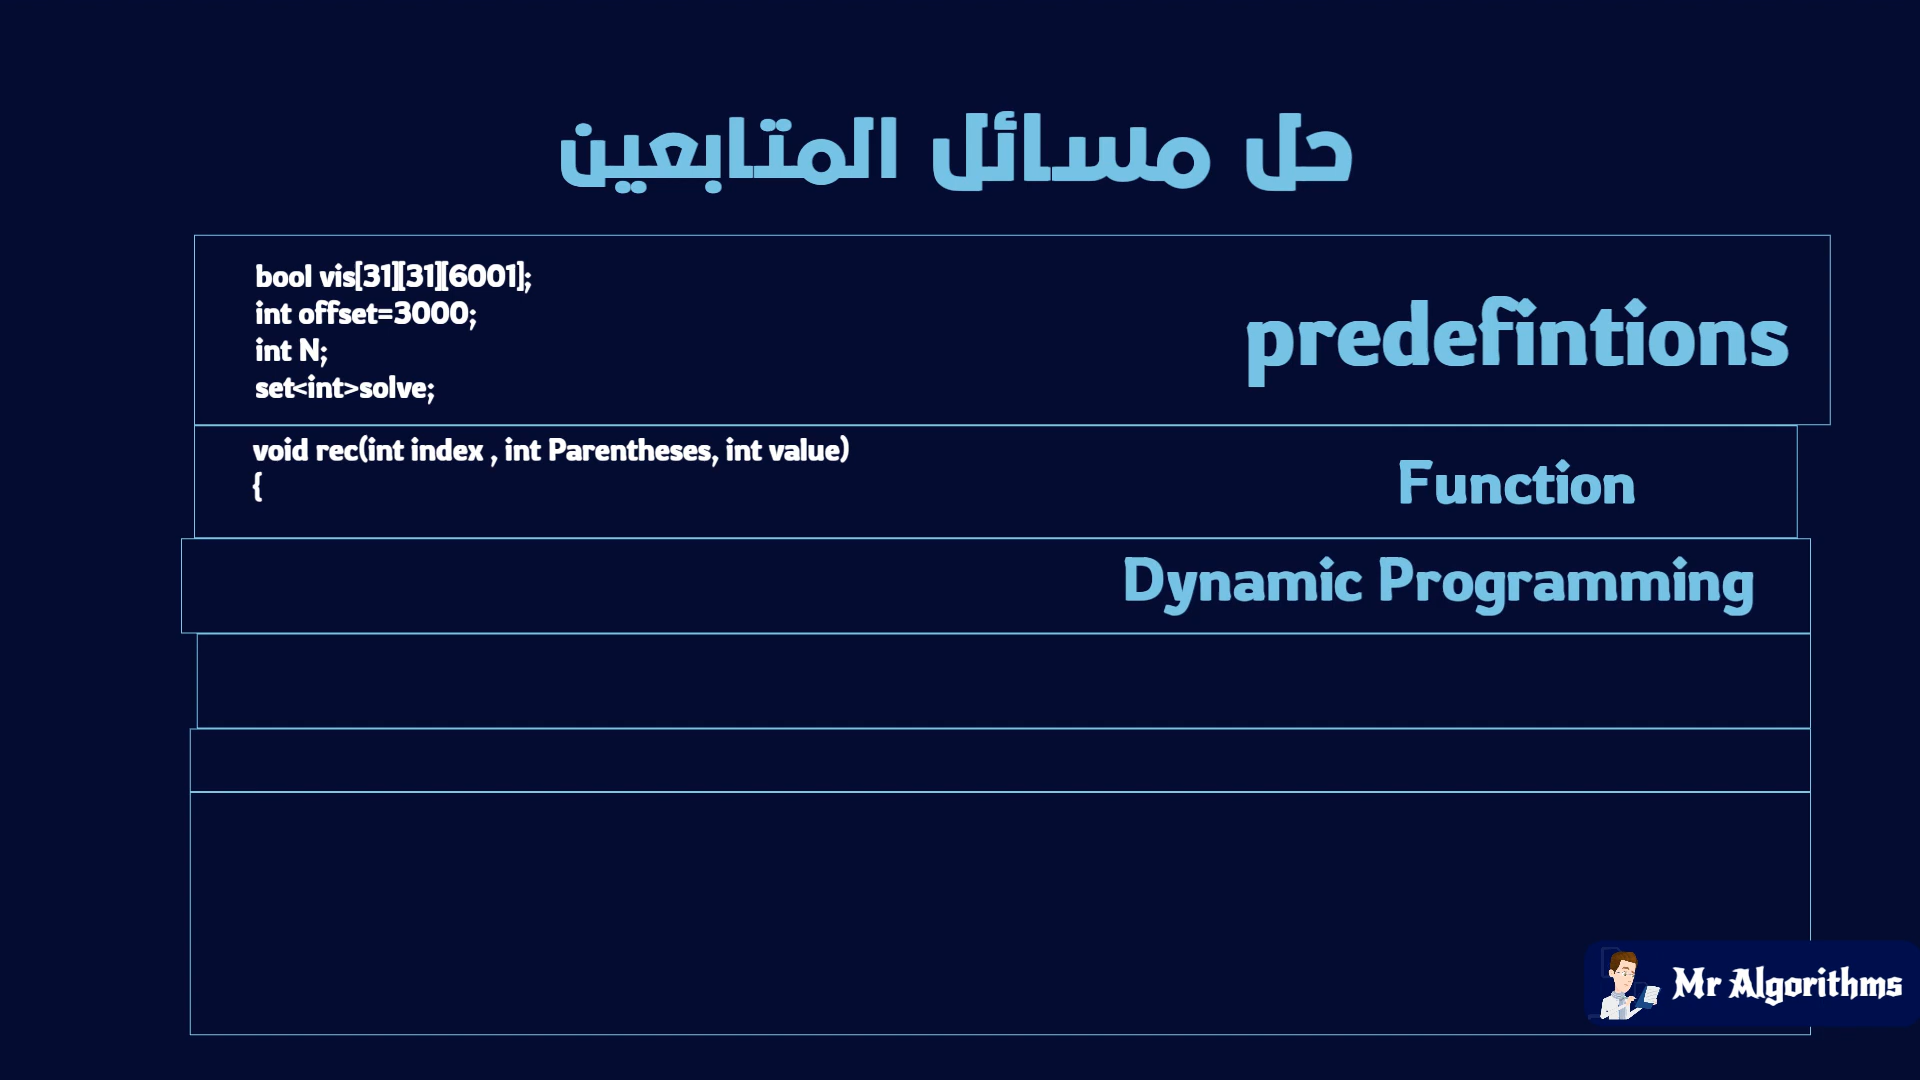 حل مسائل المتابعين
bool vis[31][31][6001];
int offset=3000;
int N;
set<int>solve;
predefintions
void rec(int index , int Parentheses, int value)
{
Function
Dynamic Programming
Mr Algorithms